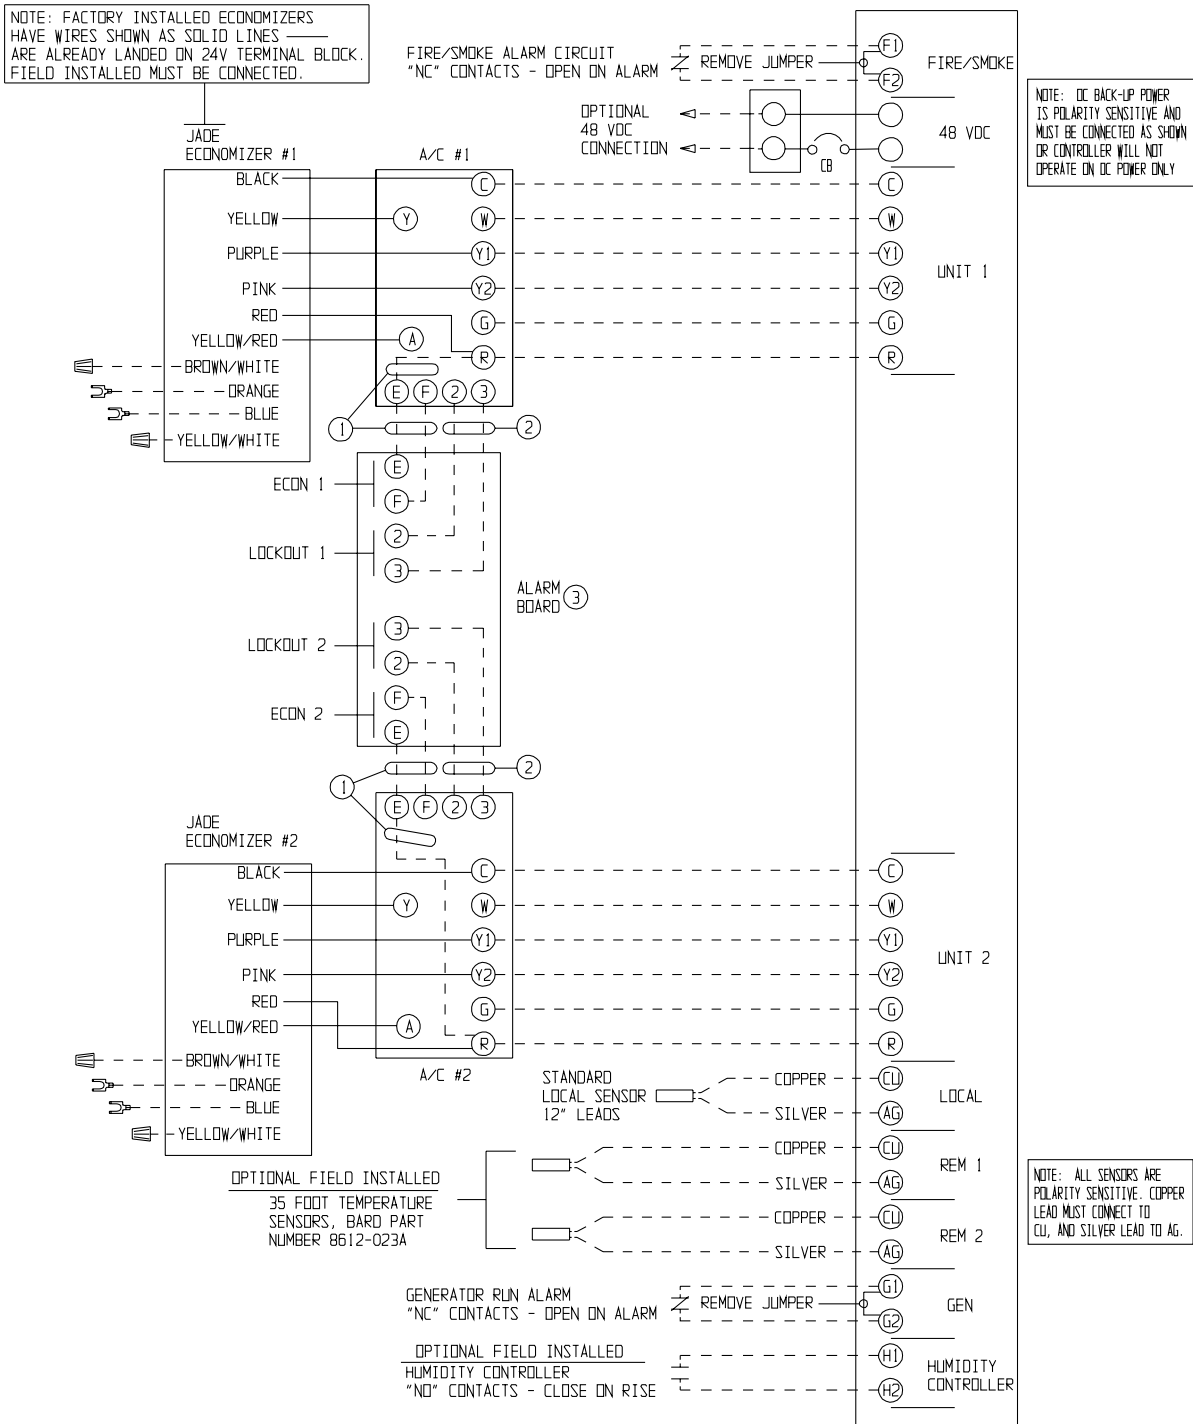 NOTE: FACTORY INSTALLED ECONOMIZERS
HAVE WIRES SHOWN AS SOLID LINES
ARE ALREADY LANDED ON 24V TERMINAL BLOCK.
FIELD INSTALLED MUST BE CONNECTED.
FIRE/SMOKE ALARM CIRCUIT
"NC" CONTACTS - OPEN ON ALARM
REMOVE JUMPER
F1
F2
FIRE/SMOKE
OPTIONAL
48 VDC
CONNECTION
CB
48 VDC
NOTE: DC BACK-UP POWER
IS POLARITY SENSITIVE AND
MUST BE CONNECTED AS SHOWN
OR CONTROLLER WILL NOT
OPERATE ON DC POWER ONLY
JADE
ECONOMIZER #1
A/C #1
BLACK
YELLOW
PURPLE
PINK
RED
YELLOW/RED
BROWN/WHITE
ORANGE
BLUE
YELLOW/WHITE
Y
A
C
W
Y1
Y2
G
R
E
F
2
3
C
W
Y1
Y2
G
R
UNIT 1
1
2
E
F
2
3
ECON 1
LOCKOUT 1
ALARM
BOARD
3
LOCKOUT 2
ECON 2
3
2
F
E
1
2
E
F
2
3
JADE
ECONOMIZER #2
BLACK
YELLOW
PURPLE
PINK
RED
YELLOW/RED
BROWN/WHITE
ORANGE
BLUE
YELLOW/WHITE
Y
A
C
W
Y1
Y2
G
R
A/C #2
C
W
Y1
Y2
G
R
UNIT 2
STANDARD
LOCAL SENSOR
12" LEADS
COPPER
SILVER
CU
AG
LOCAL
OPTIONAL FIELD INSTALLED
35 FOOT TEMPERATURE
SENSORS, BARD PART
NUMBER 8612-023A
COPPER
SILVER
CU
AG
REM 1
COPPER
SILVER
CU
AG
REM 2
NOTE: ALL SENSORS ARE
POLARITY SENSITIVE. COPPER
LEAD MUST CONNECT TO
CU, AND SILVER LEAD TO AG.
GENERATOR RUN ALARM
"NC" CONTACTS - OPEN ON ALARM
REMOVE JUMPER
G1
G2
GEN
OPTIONAL FIELD INSTALLED
HUMIDITY CONTROLLER
"NO" CONTACTS - CLOSE ON RISE
H1
H2
HUMIDITY
CONTROLLER